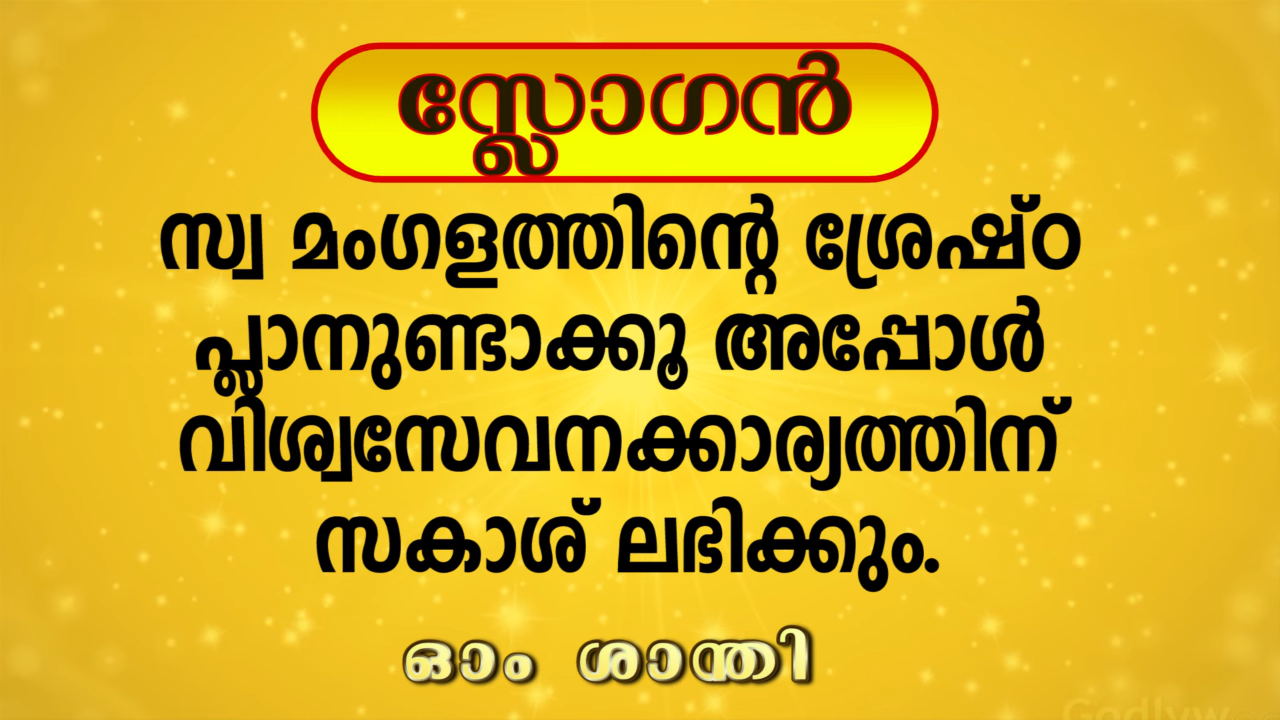 സ്ലോഗൻ
സ്വ മംഗളത്തിന്റെ ശ്രേഷ്ഠ
പ്ലാനുണ്ടാക്കൂ അപ്പോൾ
വിശ്വസേവനക്കാര്യത്തിന്
സകാശ് ലഭിക്കും.
ഓം ശാന്തി